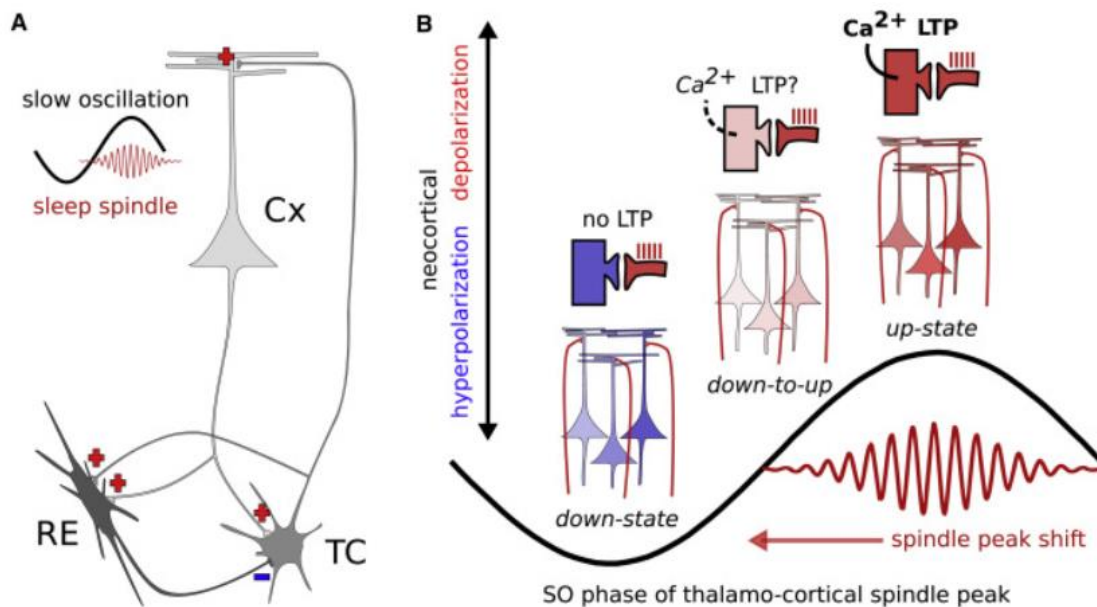 A
slow oscillation
sleep spindle
Cx
RE
TC
B
neocortical
hyperpolarization depolarization
no LTP
down-state
Ca2+ LTP?
down-to-up
Ca2+ LTP
up-state
spindle peak shift
SO phase of thalamo-cortical spindle peak